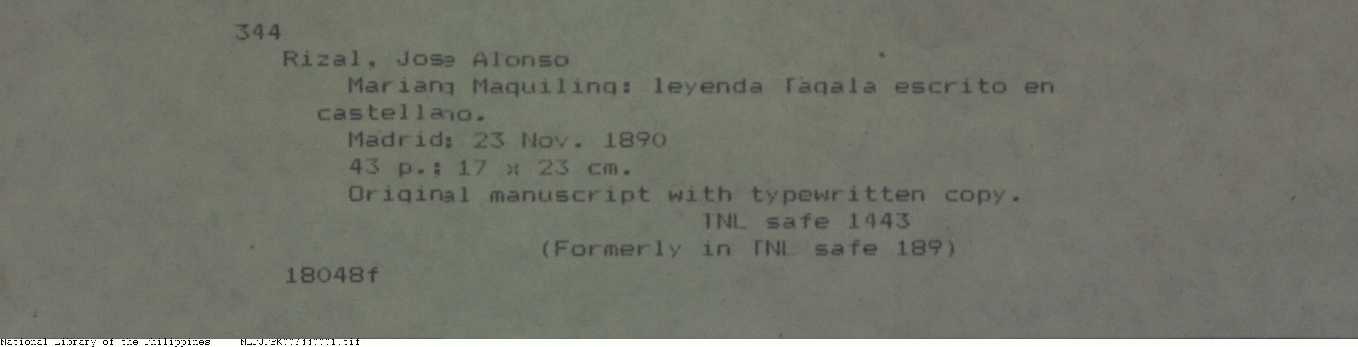 344
Rizal, Jose Alonso
Mariang Maquiling: leyenda Tagala escrito en
castellano.
Madrid: 23 Nov. 1890
43 p.; 17 x 23 cm.
Original manuscript with typewritten copy.
TNL safe 1443
(Formerly in TNL safe 189)
18048f
National Library of the Philippines